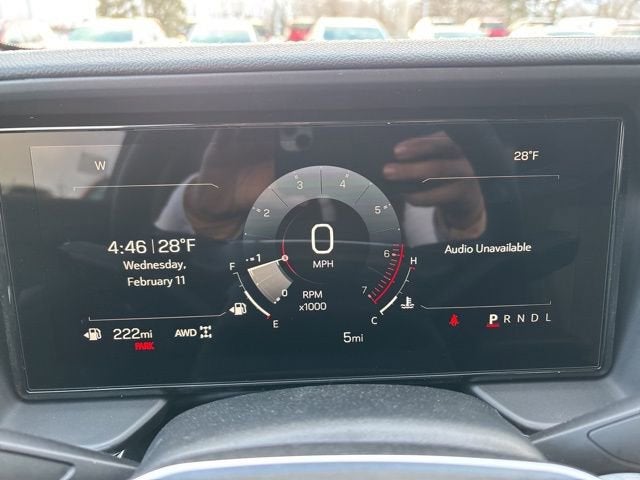 W
28°F
4:46 | 28°F
Wednesday,
February 11
1 2 3 4 5 6 7
0
0
MPH
RPM
x1000
F
E
H
C
Audio Unavailable
222mi
PARK
AWD
5mi
P R N D L